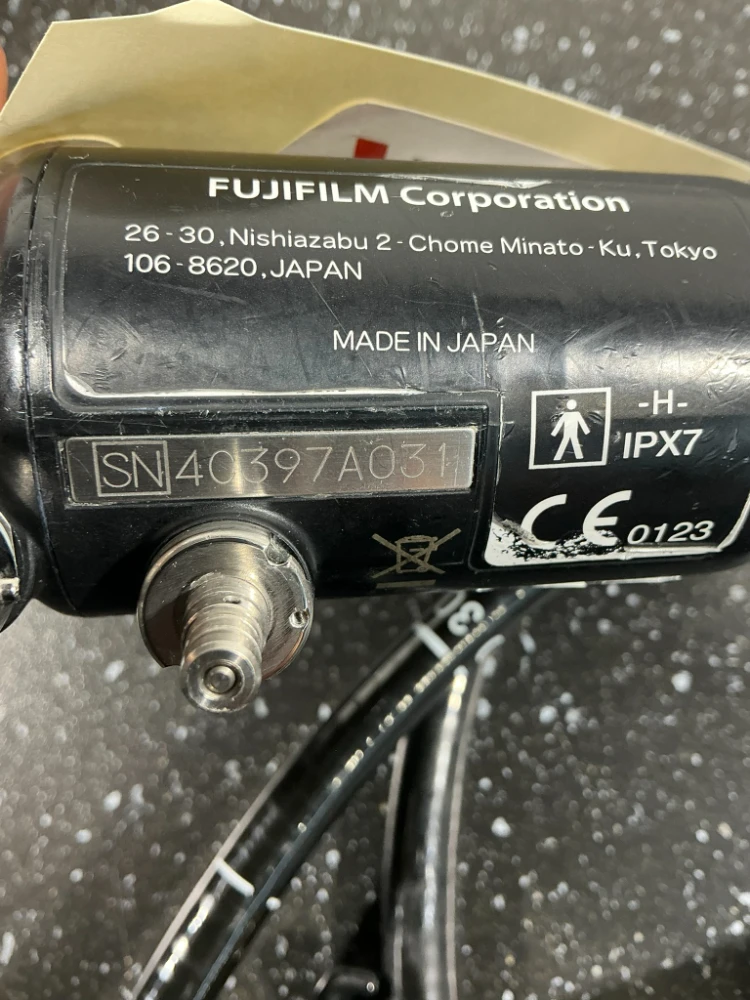 FUJIFILM Corporation
26-30, Nishiazabu 2-Chome Minato-Ku, Tokyo
106-8620, JAPAN
MADE IN JAPAN
-H-
IPX7
SN 40397A031
CE 0123
33